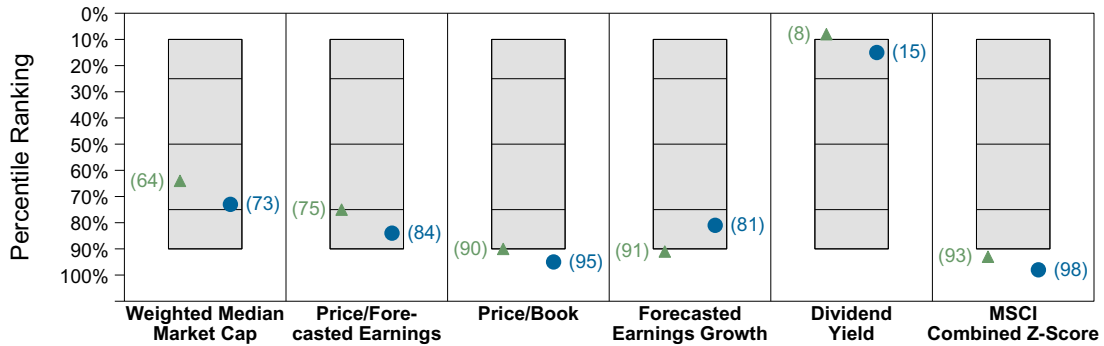 Percentile Ranking
0%
10%
20%
30%
40%
50%
60%
70%
80%
90%
100%
(64)
(73)
(75)
(84)
(90)
(95)
(91)
(81)
(8)
(15)
(93)
(98)
Weighted Median
Market Cap
Price/Fore-
casted Earnings
Price/Book
Forecasted
Earnings Growth
Dividend
Yield
MSCI
Combined Z-Score